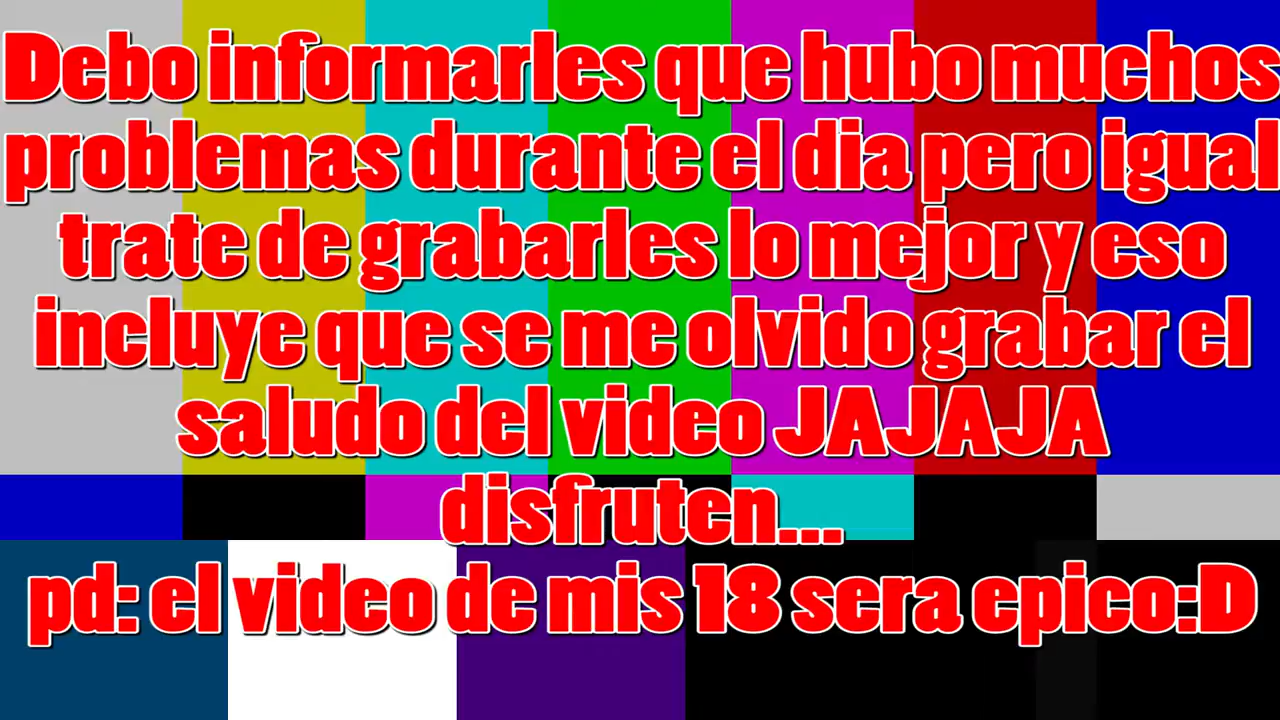 Debo informarles que hubo muchos
problemas durante el dia pero igual
trate de grabarles lo mejor y eso
incluye que se me olvido grabar el
saludo del video JAJAJA
disfruten...
pd: el video de mis 18 sera epico:D